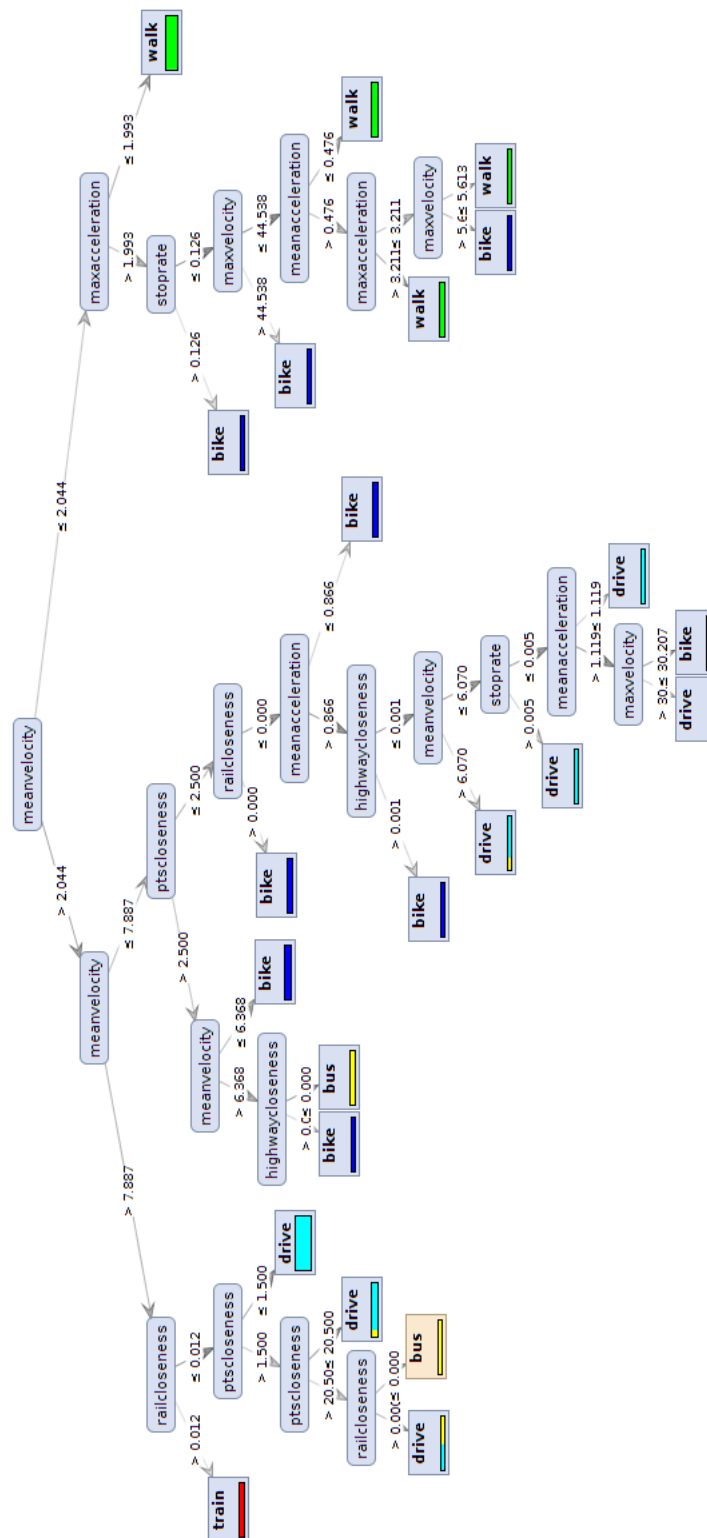 meanvelocity
> 2.044
≤ 2.044
meanvelocity
maxacceleration
> 7.887
≤ 7.887
> 1.993
≤ 1.993
railcloseness
ptscloseness
stoprate
walk
> 0.012
≤ 0.012
> 2.500
≤ 2.500
> 0.126
≤ 0.126
train
ptscloseness
meanvelocity
railcloseness
bike
maxvelocity
> 1.500
≤ 1.500
> 6.368
≤ 6.368
> 0.000
≤ 0.000
> 44.538
≤ 44.538
ptscloseness
drive
highwaycloseness
bike
bike
meanacceleration
bike
meanacceleration
> 20.50
≤ 20.500
> 0.0
≤ 0.000
> 0.866
≤ 0.866
> 0.476
≤ 0.476
railcloseness
drive
bike
bus
highwaycloseness
bike
maxacceleration
walk
> 0.00
≤ 0.000
> 0.001
≤ 0.001
> 3.211
≤ 3.211
drive
bus
bike
meanvelocity
walk
maxvelocity
> 6.070
≤ 6.070
> 5.6
≤ 5.613
drive
stoprate
bike
walk
> 0.005
≤ 0.005
drive
meanacceleration
> 1.119
≤ 1.119
maxvelocity
drive
> 30
≤ 30.207
drive
bike